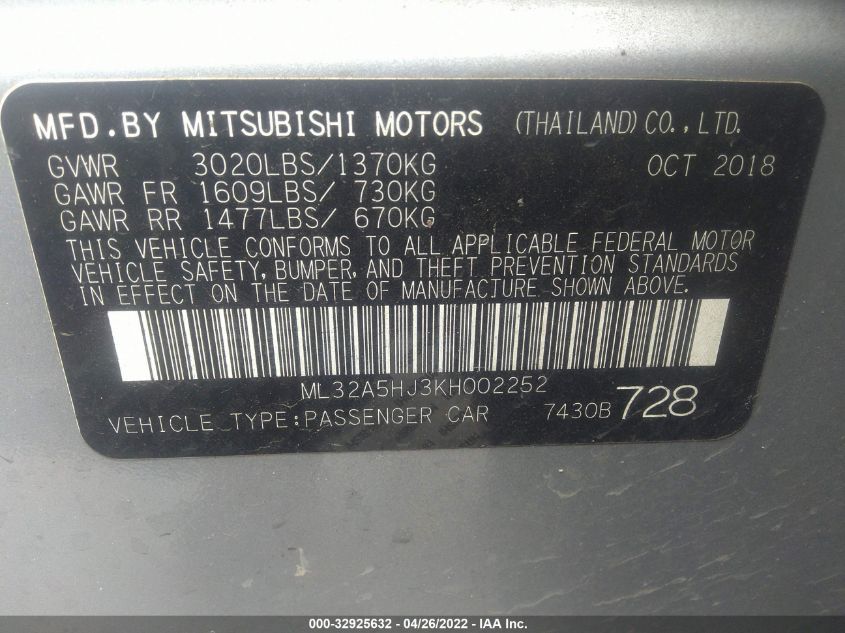 MFD.BY MITSUBISHI MOTORS (THAILAND) CO.,LTD.
GVWR 3020LBS/1370KG OCT 2018
GAWR FR 1609LBS/ 730KG
GAWR RR 1477LBS/ 670KG
THIS VEHICLE CONFORMS TO ALL APPLICABLE FEDERAL MOTOR
VEHICLE SAFETY, BUMPER, AND THEFT PREVENTION STANDARDS
IN EFFECT ON THE DATE OF MANUFACTURE SHOWN ABOVE.
ML32A5HJ3KH002252
VEHICLE TYPE:PASSENGER CAR 7430B 728
000-32925632 - 04/26/2022 - IAA Inc.